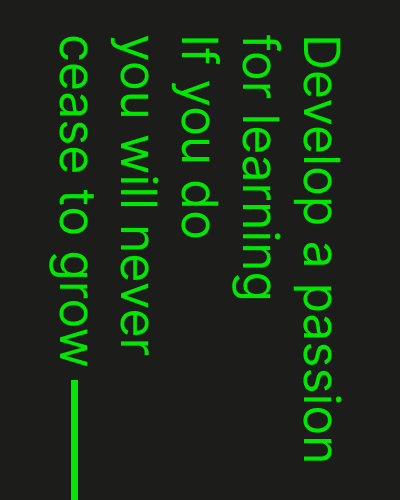 Develop a passion
for learning
If you do
you will never
cease to grow